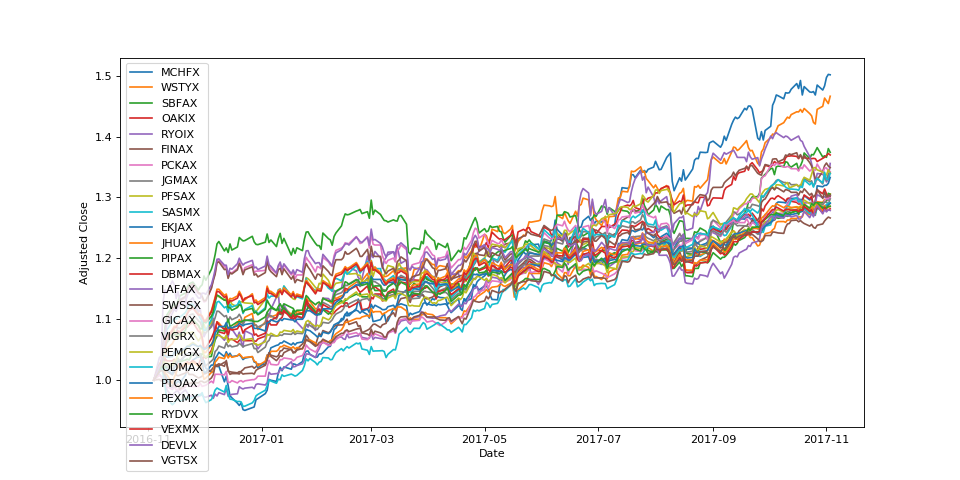 1.5
1.4
1.3
1.2
1.1
1.0
Adjusted Close
MCHFX
WSTYX
SBFAX
OAKIX
RYOIX
FINAX
PCKAX
JGMAX
PFSAX
SASMX
EKJAX
JHUAX
PIPAX
DBMAX
LAFAX
SWSSX
GICAX
VIGRX
PEMGX
ODMAX
PTOAX
PEXMX
RYDVX
VEXMX
DEVLX
VGTSX
2016-11
2017-01
2017-03
2017-05
2017-07
2017-09
2017-11
Date